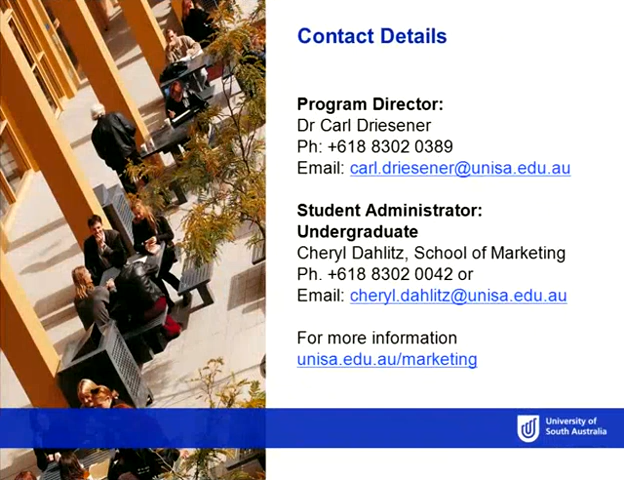 Contact Details
Program Director:
Dr Carl Driesener
Ph: +618 8302 0389
Email: carl.driesener@unisa.edu.au
Student Administrator:
Undergraduate
Cheryl Dahlitz, School of Marketing
Ph. +618 8302 0042 or
Email: cheryl.dahlitz@unisa.edu.au
For more information
unisa.edu.au/marketing
University of
South Australia